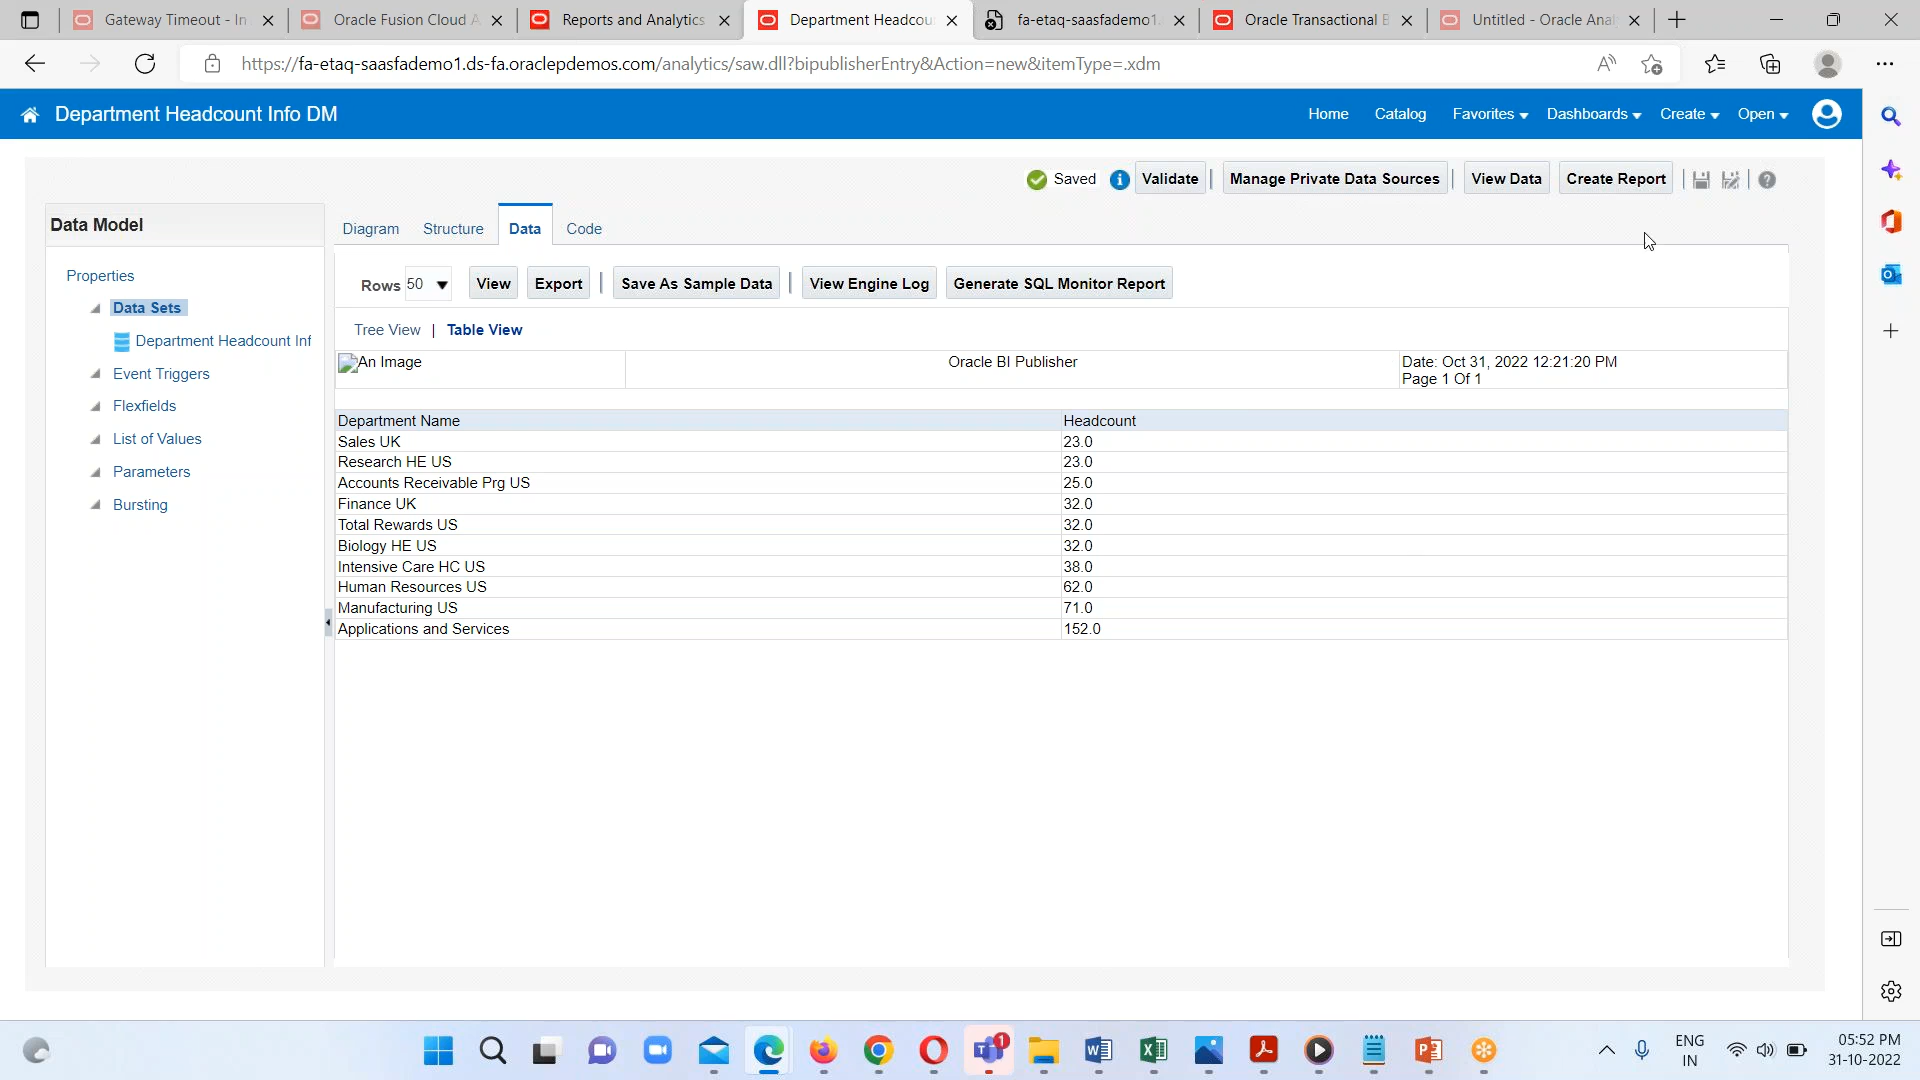 Gateway Timeout - In
Oracle Fusion Cloud A
Reports and Analytics
Department Headcou
fa-etaq-saasfademo1.
Oracle Transactional B
Untitled - Oracle Anal
https://fa-etaq-saasfademo1.ds-fa.oraclepdemos.com/analytics/saw.dll?bipublisherEntry&Action=new&itemType=.xdm
Department Headcount Info DM
Home Catalog Favorites Dashboards Create Open
Saved Validate Manage Private Data Sources View Data Create Report
Data Model
Diagram Structure Data Code
Properties
Data Sets
Department Headcount Inf
Event Triggers
Flexfields
List of Values
Parameters
Bursting
Rows 50 View Export Save As Sample Data View Engine Log Generate SQL Monitor Report
Tree View | Table View
An Image
Oracle BI Publisher
Date: Oct 31, 2022 12:21:20 PM
Page 1 Of 1
Department Name Headcount
Sales UK 23.0
Research HE US 23.0
Accounts Receivable Prg US 25.0
Finance UK 32.0
Total Rewards US 32.0
Biology HE US 32.0
Intensive Care HC US 38.0
Human Resources US 62.0
Manufacturing US 71.0
Applications and Services 152.0
1
ENG
IN
05:52 PM
31-10-2022